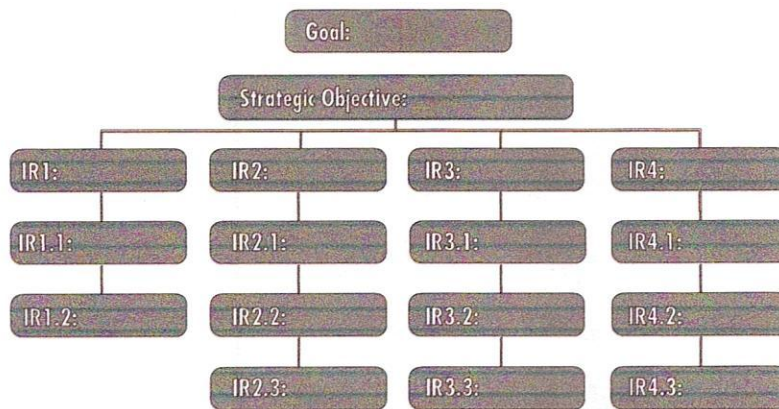 Goal:
Strategic Objective:
IR1:
IR2:
IR3:
IR4:
IR1.1:
IR2.1:
IR3.1:
IR4.1:
IR1.2:
IR2.2:
IR3.2:
IR4.2:
IR2.3:
IR3.3:
IR4.3: